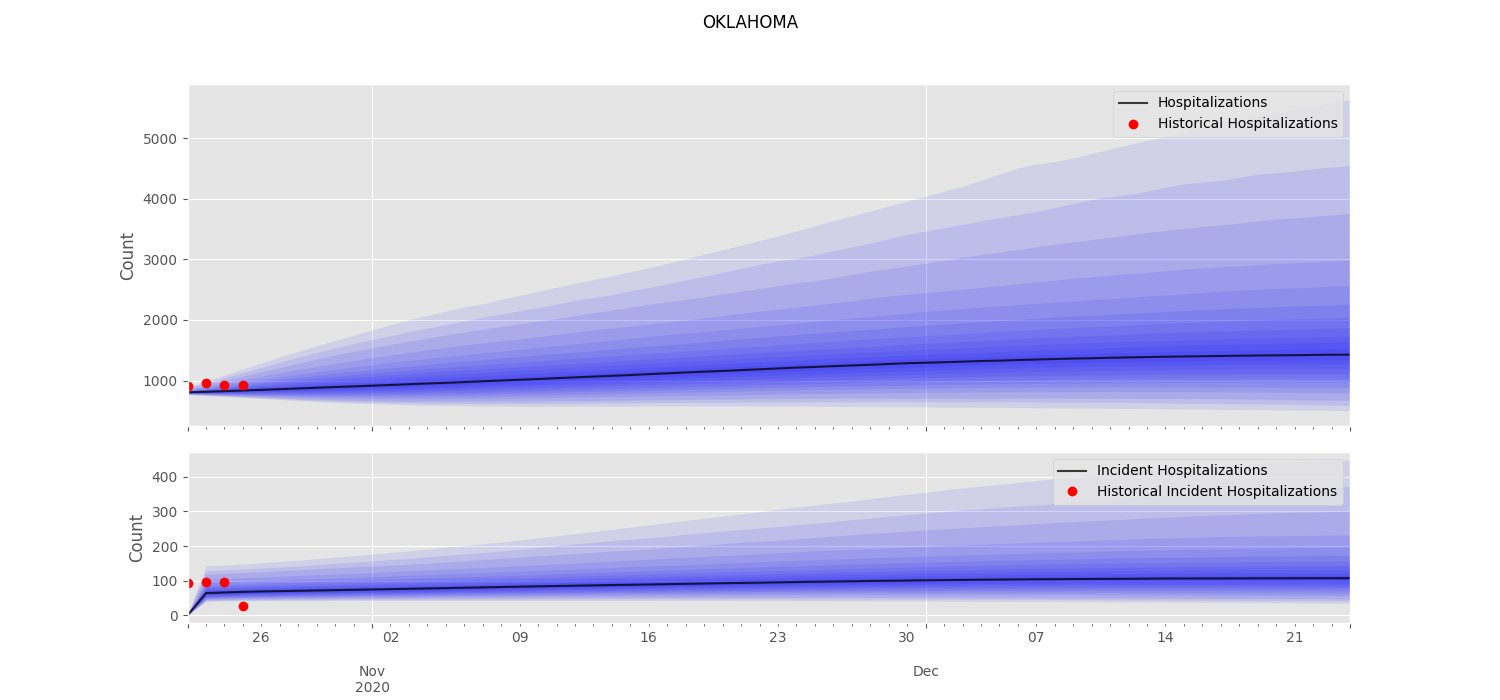 OKLAHOMA
Hospitalizations
Historical Hospitalizations
5000
4000
3000
2000
1000
Count
Incident Hospitalizations
Historical Incident Hospitalizations
400
300
200
100
0
Count
26 02 09 16 23 30 07 14 21
Nov Dec
2020